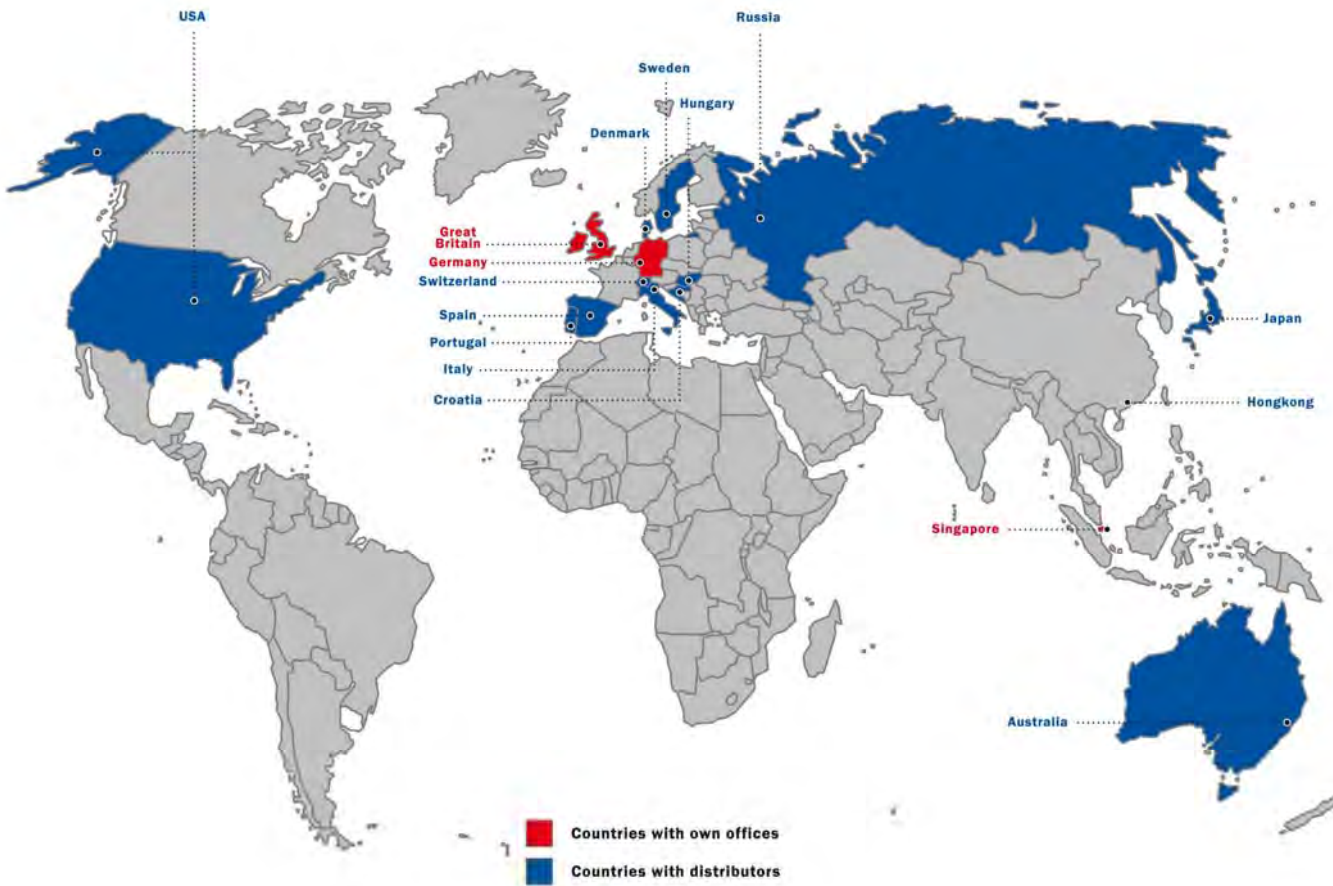 USA
Russia
Sweden
Hungary
Denmark
Great
Britain
Germany
Switzerland
Spain
Portugal
Italy
Croatia
Japan
Hongkong
Singapore
Australia
Countries with own offices
Countries with distributors